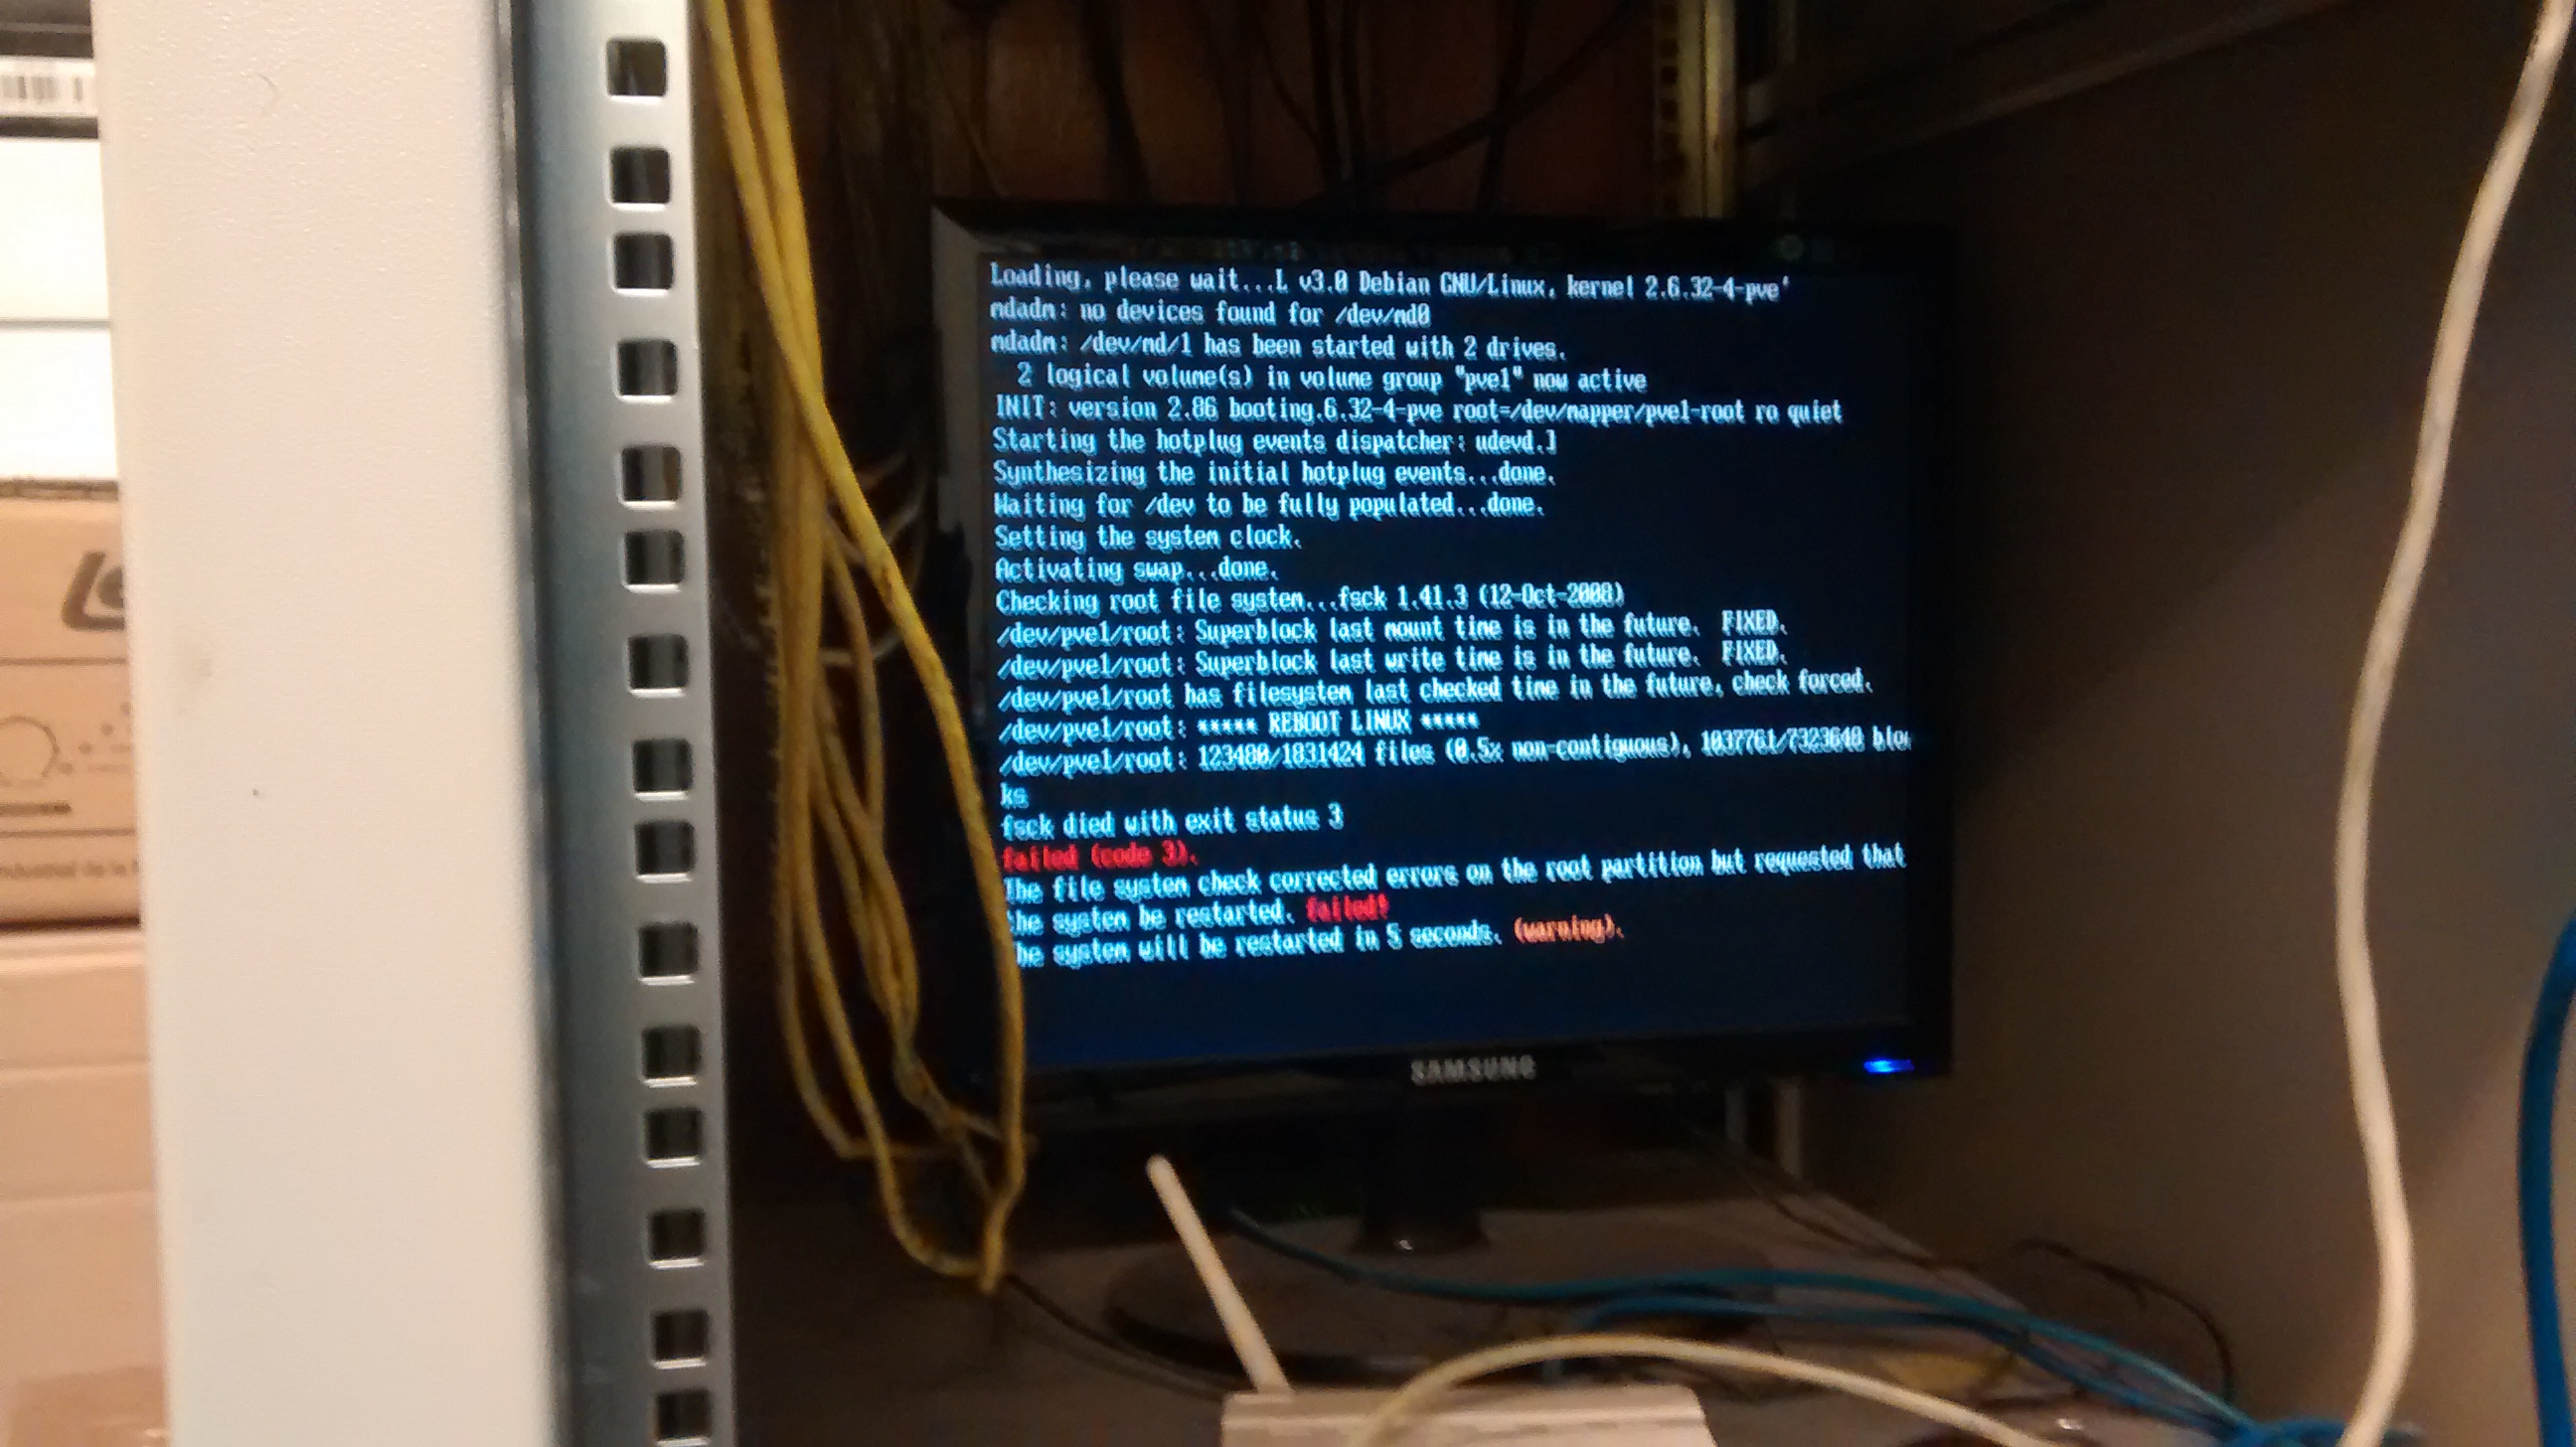 Loading, please wait...L v3.0 Debian GNU/Linux, kernel 2.6.32-4-pve'
mdadm: no devices found for /dev/md0
mdadm: /dev/md/1 has been started with 2 drives.
2 logical volume(s) in volume group "pve1" now active
INIT: version 2.86 booting.6.32-4-pve root=/dev/mapper/pve1-root ro quiet
Starting the hotplug events dispatcher: udevd.]
Synthesizing the initial hotplug events...done.
Waiting for /dev to be fully populated...done.
Setting the system clock.
Activating swap...done.
Checking root file system...fsck 1.41.3 (12-Oct-2008)
/dev/pve1/root: Superblock last mount time is in the future.  FIXED.
/dev/pve1/root: Superblock last write time is in the future.  FIXED.
/dev/pve1/root has filesystem last checked time in the future, check forced.
/dev/pve1/root: ***** REBOOT LINUX *****
/dev/pve1/root: 123480/1831424 files (0.5% non-contiguous), 1037761/7323648 bloc
ks
fsck died with exit status 3
failed (code 3).
The file system check corrected errors on the root partition but requested that
the system be restarted. failed!
he system will be restarted in 5 seconds. (warning).
SAMSUNG